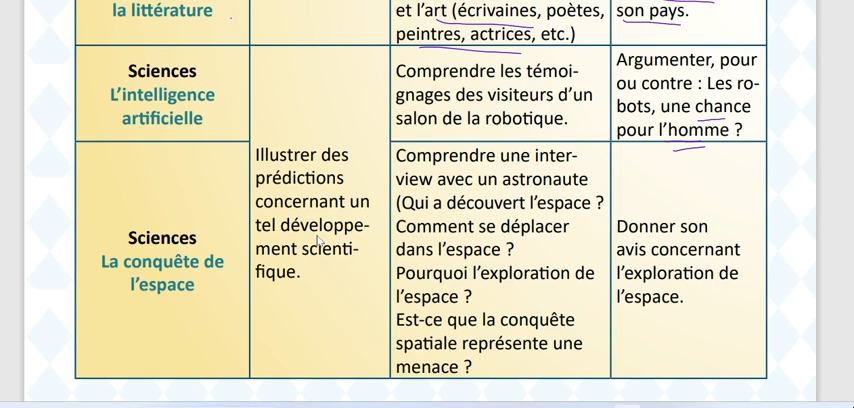 la littérature
et l'art (écrivaines, poètes,
peintres, actrices, etc.)
son pays.
Sciences
L'intelligence
artificielle
Comprendre les témoi-
gnages des visiteurs d'un
salon de la robotique.
Argumenter, pour
ou contre : Les ro-
bots, une chance
pour l'homme ?
Sciences
La conquête de
l'espace
Illustrer des
prédictions
concernant un
tel développe-
ment scienti-
fique.
Comprendre une inter-
view avec un astronaute
(Qui a découvert l'espace ?
Comment se déplacer
dans l'espace ?
Pourquoi l'exploration de
l'espace ?
Est-ce que la conquête
spatiale représente une
menace ?
Donner son
avis concernant
l'exploration de
l'espace.